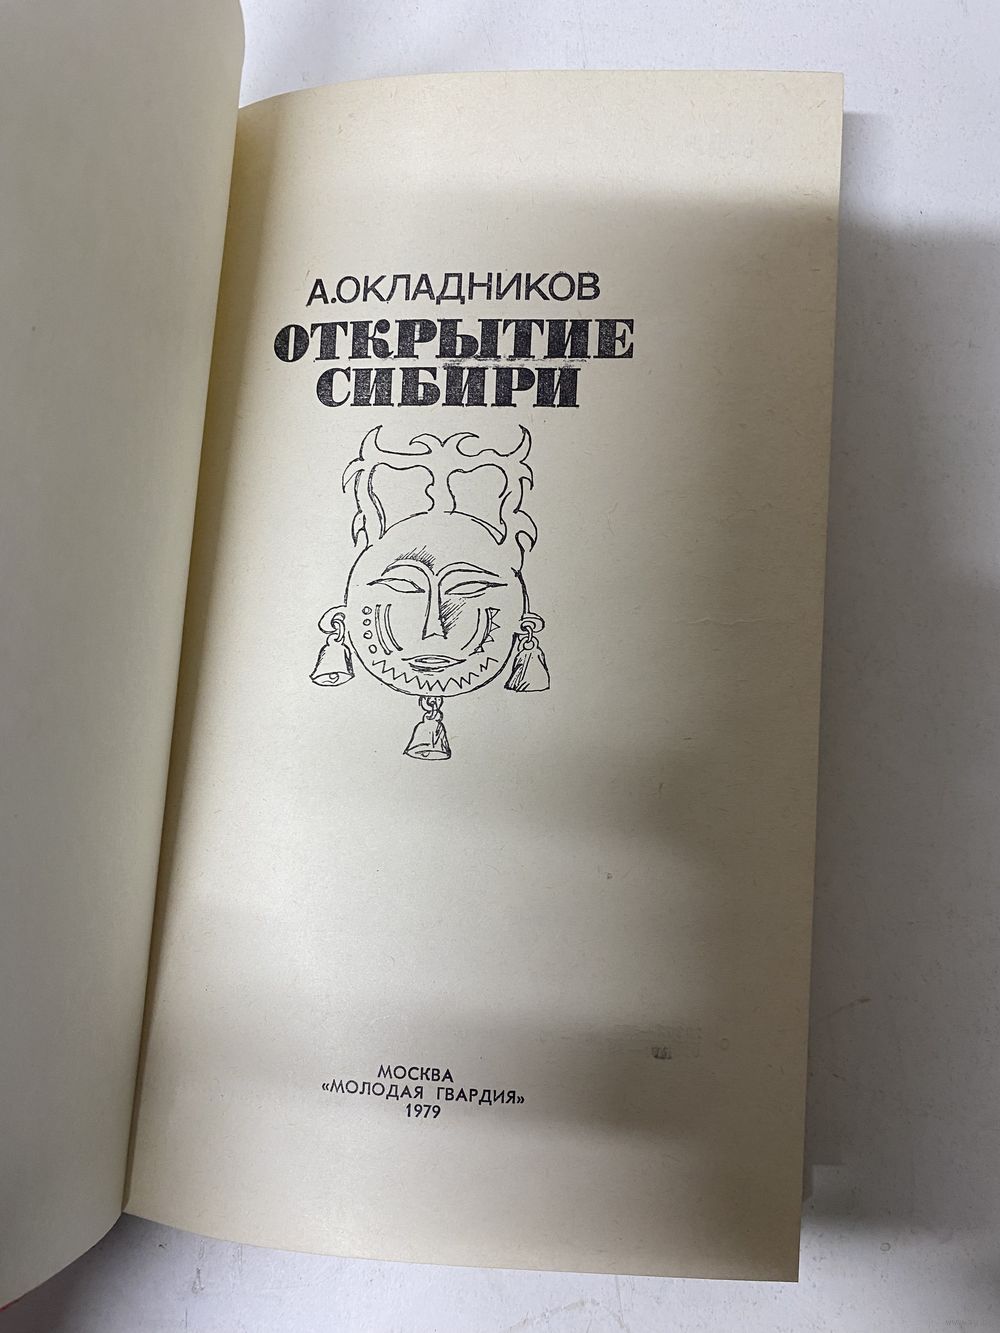 А.ОКЛАДНИКОВ
ОТКРЫТИЕ
СИБИРИ
МОСКВА
«МОЛОДАЯ ГВАРДИЯ»
1979